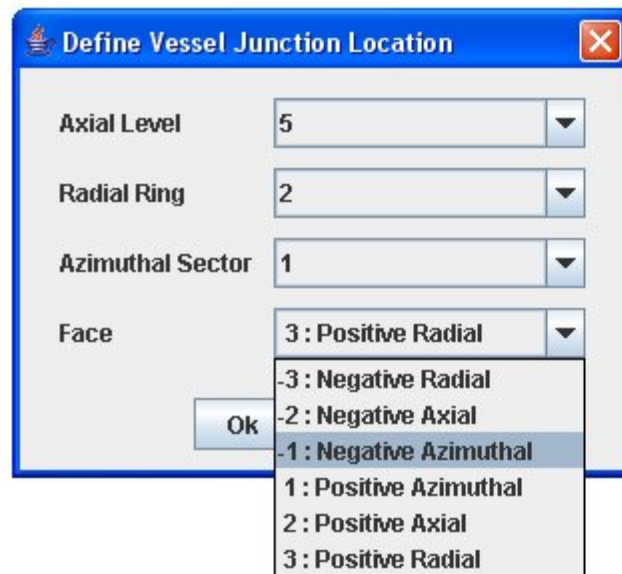 Define Vessel Junction Location
Axial Level 5
Radial Ring 2
Azimuthal Sector 1
Face 3 : Positive Radial
-3 : Negative Radial
Ok -2 : Negative Axial
-1 : Negative Azimuthal
1 : Positive Azimuthal
2 : Positive Axial
3 : Positive Radial